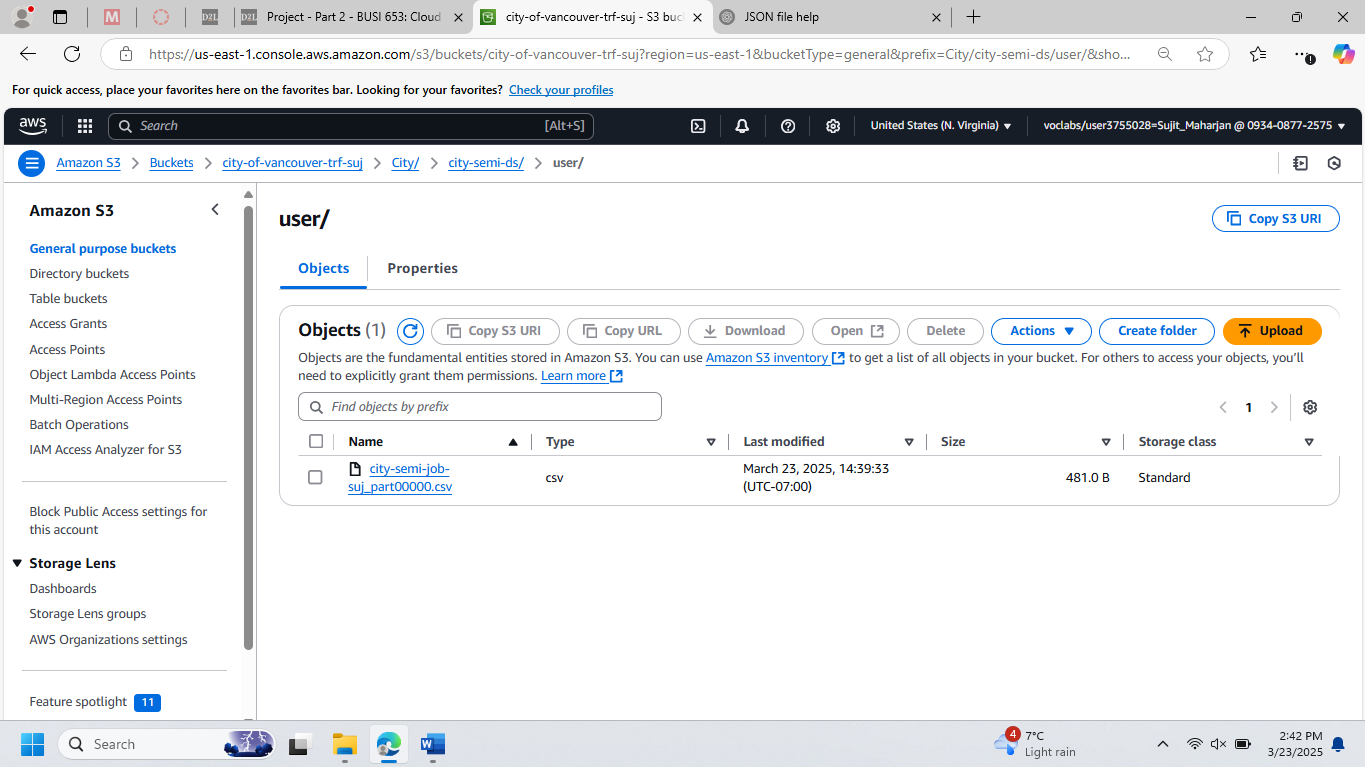 Project - Part 2 - BUSI 653: Cloud
city-of-vancouver-trf-suj - S3 buc
JSON file help
https://us-east-1.console.aws.amazon.com/s3/buckets/city-of-vancouver-trf-suj?region=us-east-1&bucketType=general&prefix=City/city-semi-ds/user/&sho...
For quick access, place your favorites here on the favorites bar. Looking for your favorites? Check your profiles
aws
Search [Alt+S]
United States (N. Virginia)
voclabs/user3755028=Sujit_Maharjan @ 0934-0877-2575
Amazon S3 > Buckets > city-of-vancouver-trf-suj > City/ > city-semi-ds/ > user/
Amazon S3
General purpose buckets
Directory buckets
Table buckets
Access Grants
Access Points
Object Lambda Access Points
Multi-Region Access Points
Batch Operations
IAM Access Analyzer for S3
Block Public Access settings for
this account
Storage Lens
Dashboards
Storage Lens groups
AWS Organizations settings
Feature spotlight 11
user/
Copy S3 URI
Objects
Properties
Objects (1)
Copy S3 URI
Copy URL
Download
Open
Delete
Actions
Create folder
Upload
Objects are the fundamental entities stored in Amazon S3. You can use Amazon S3 inventory to get a list of all objects in your bucket. For others to access your objects, you'll
need to explicitly grant them permissions. Learn more
Find objects by prefix
1
Name
Type
Last modified
Size
Storage class
city-semi-job-
suj_part00000.csv
csv
March 23, 2025, 14:39:33
(UTC-07:00)
481.0 B
Standard
Search
4
7°C
Light rain
2:42 PM
3/23/2025